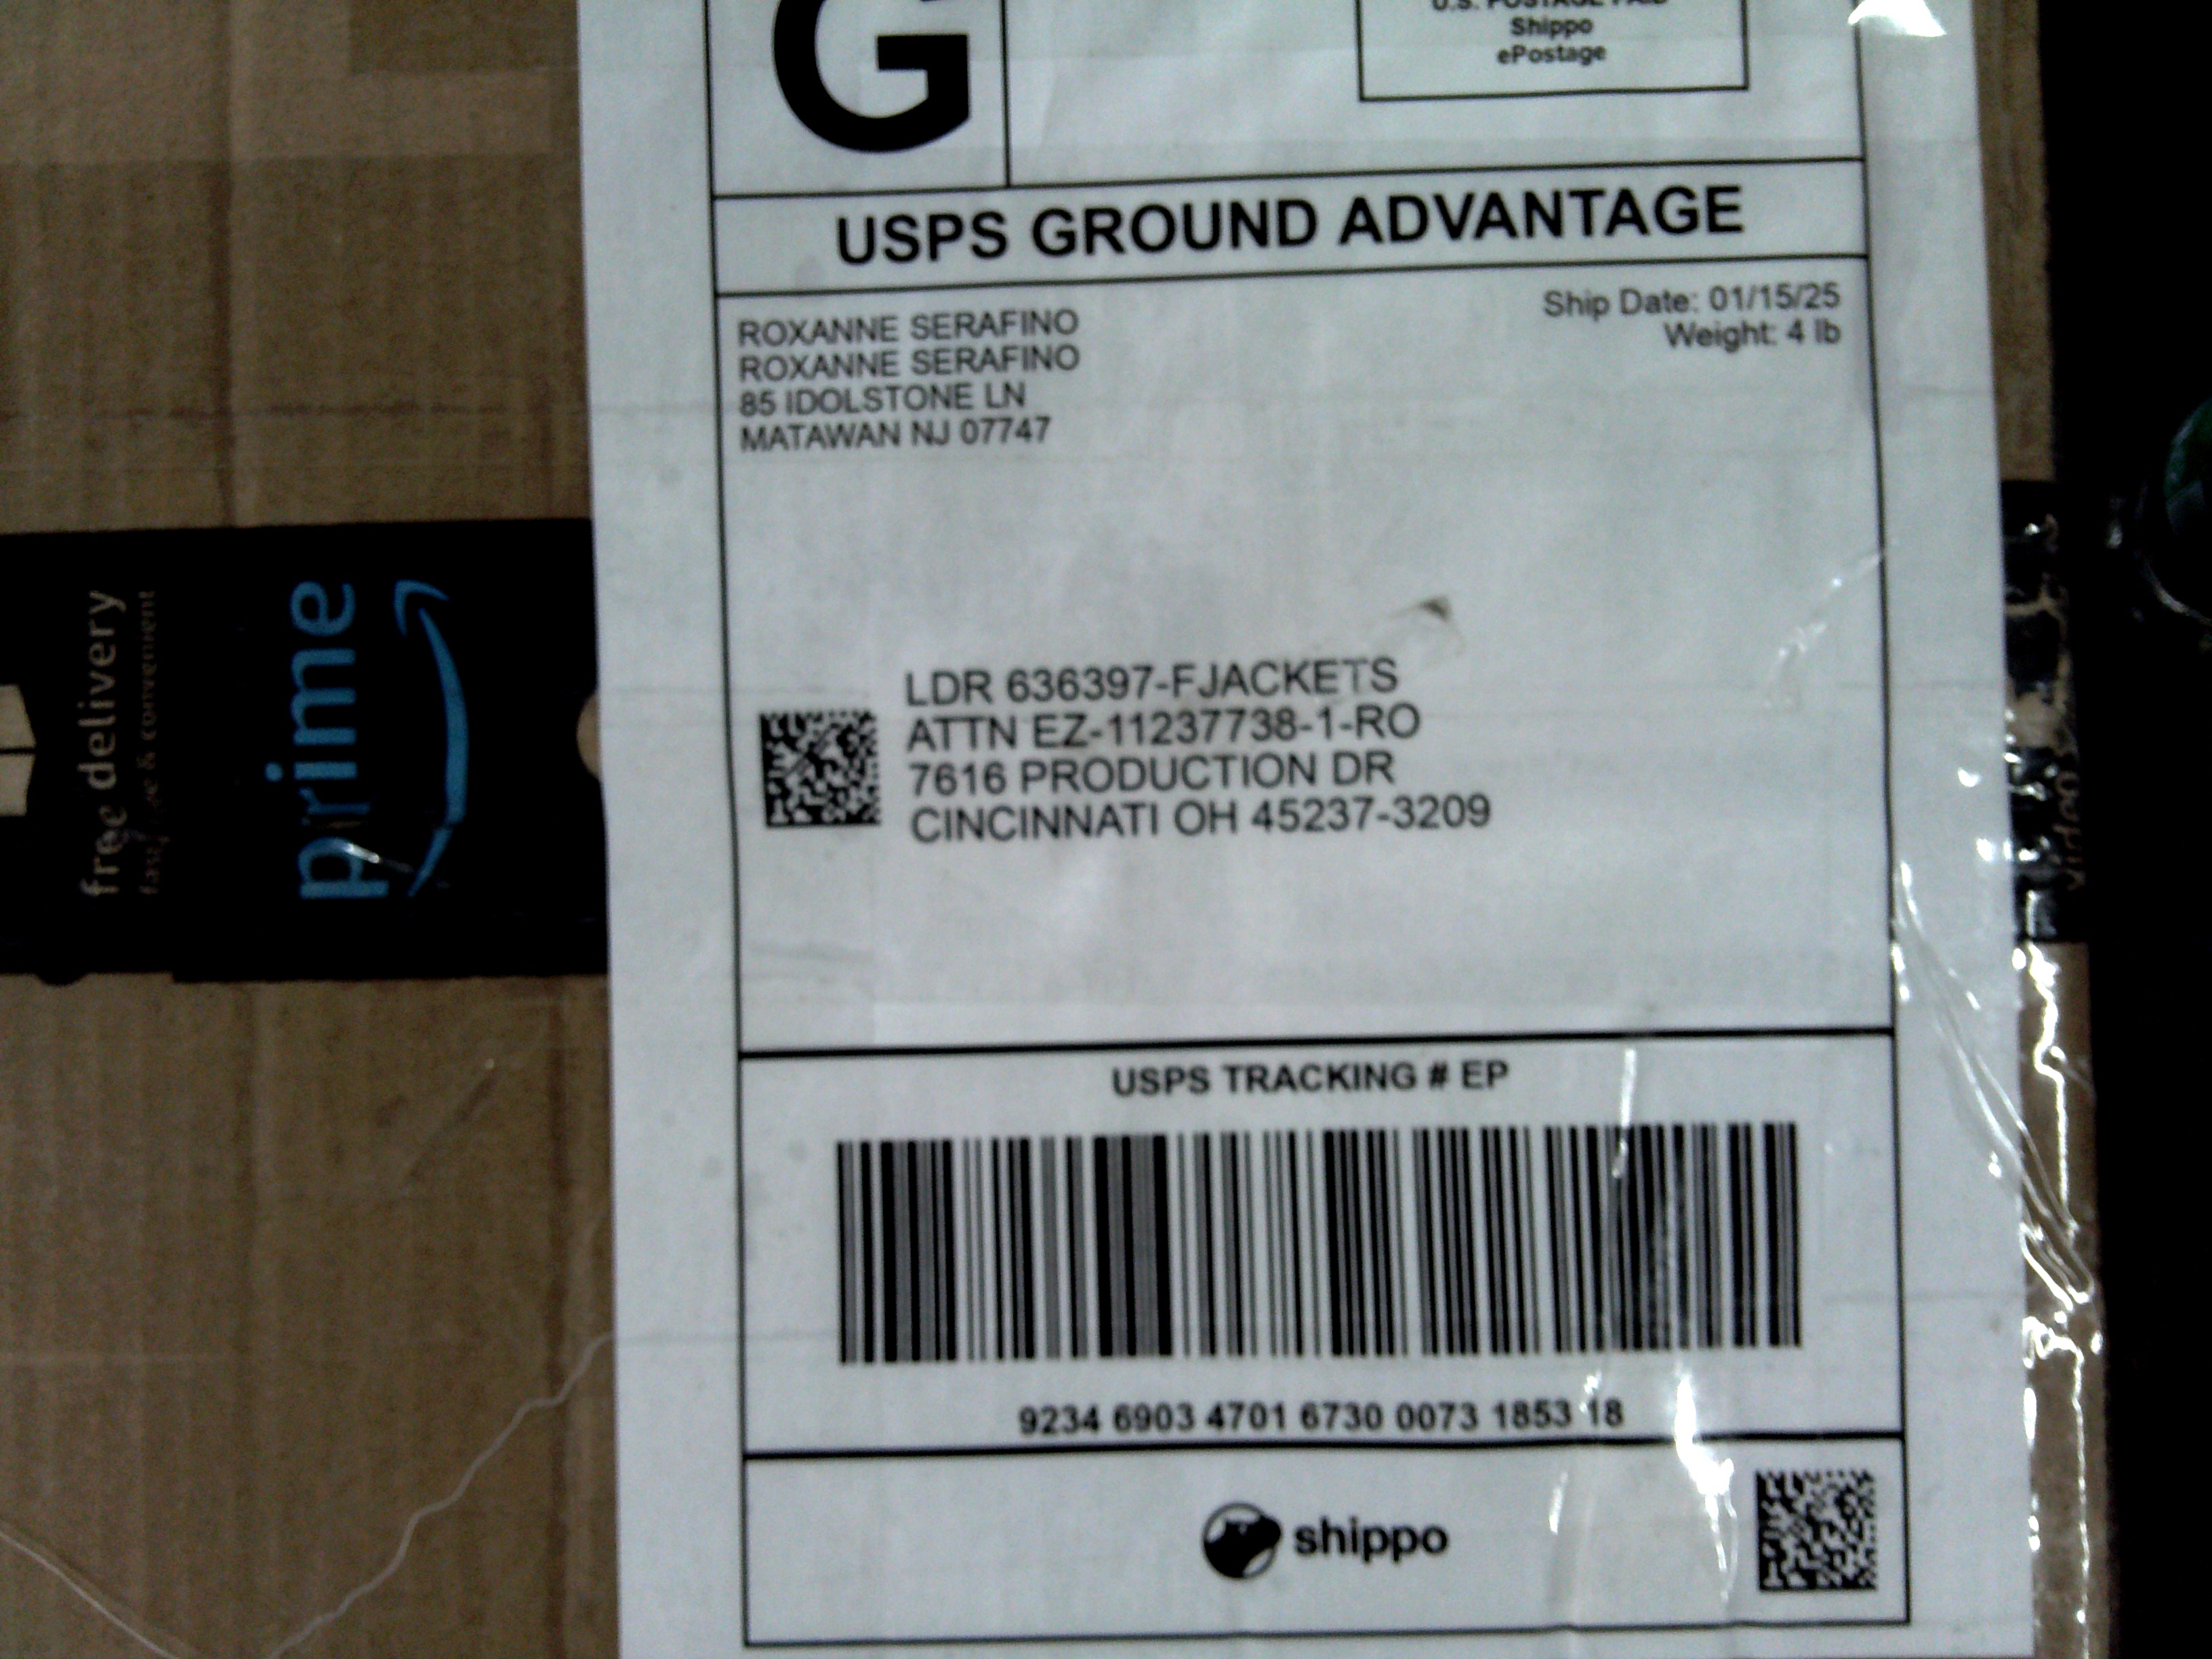 G
U.S. POSTAGE PAID
Shippo
ePostage
USPS GROUND ADVANTAGE
ROXANNE SERAFINO
ROXANNE SERAFINO
85 IDOLSTONE LN
MATAWAN NJ 07747
Ship Date: 01/15/25
Weight: 4 lb
LDR 636397-FJACKETS
ATTN EZ-11237738-1-RO
7616 PRODUCTION DR
CINCINNATI OH 45237-3209
USPS TRACKING # EP
9234 6903 4701 6730 0073 1853 18
shippo
free delivery
& convenient
prime